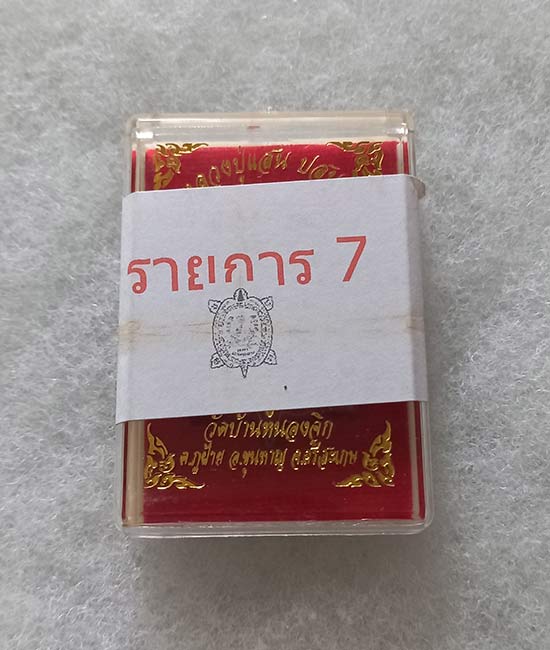 หลวงปู่แสน
รายการ 7
วัดบ้านหนองจิก
ต.ภูฝ้าย อ.ขุนหาญ จ.ศรีสะเกษ